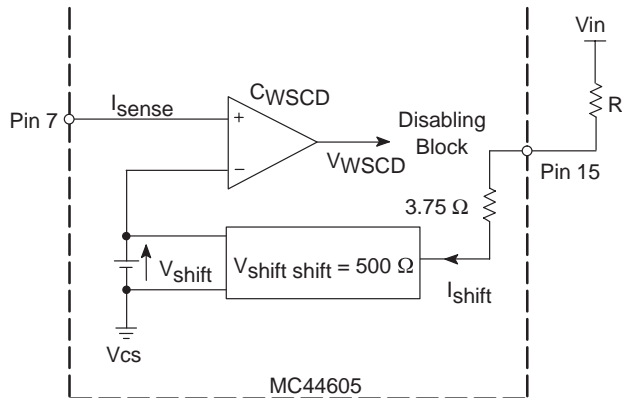 Vin
R
Pin 7
Isense
CWSCD
+
−
VWSCD
Disabling
Block
Pin 15
3.75 Ω
Vshift
Vshift shift = 500 Ω
Ishift
Vcs
MC44605